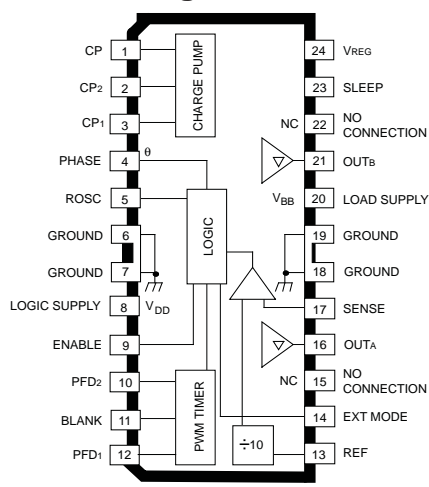 CP 1
CP2 2
CP1 3
PHASE 4 θ
ROSC 5
GROUND 6
GROUND 7
LOGIC SUPPLY 8 VDD
ENABLE 9
PFD2 10
BLANK 11
PFD1 12
CHARGE PUMP
LOGIC
PWM TIMER
÷10
24 VREG
23 SLEEP
NC 22 NO
CONNECTION
21 OUTB
VBB 20 LOAD SUPPLY
19 GROUND
18 GROUND
17 SENSE
16 OUTA
NC 15 NO
CONNECTION
14 EXT MODE
13 REF